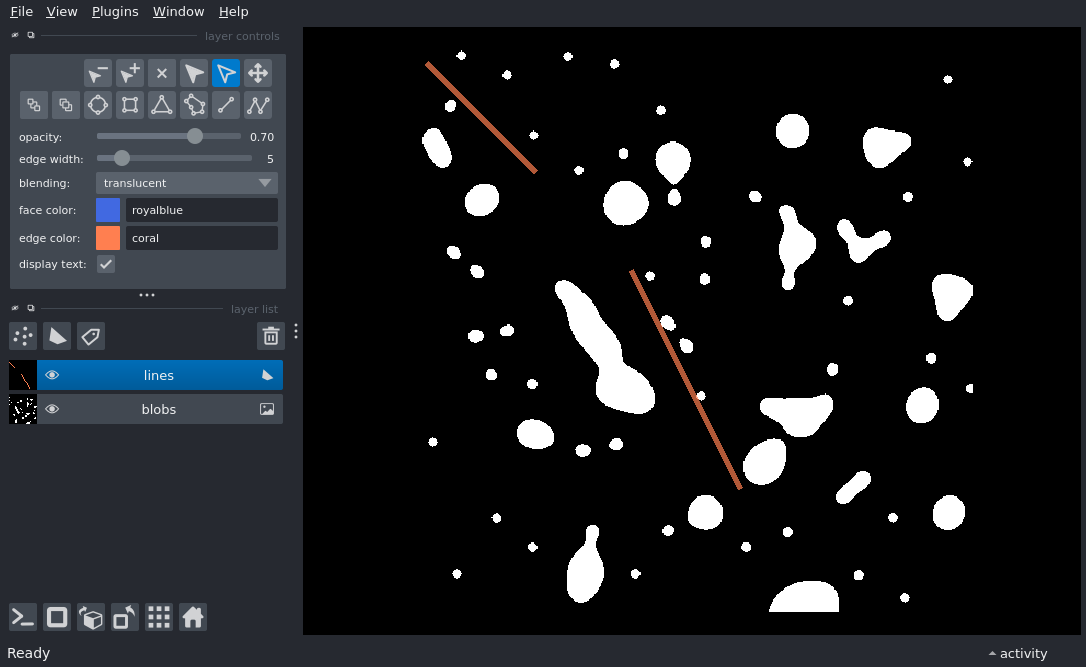 File View Plugins Window Help
layer controls
opacity: 0.70
edge width: 5
blending: translucent
face color: royalblue
edge color: coral
display text:
layer list
lines
blobs
Ready
activity